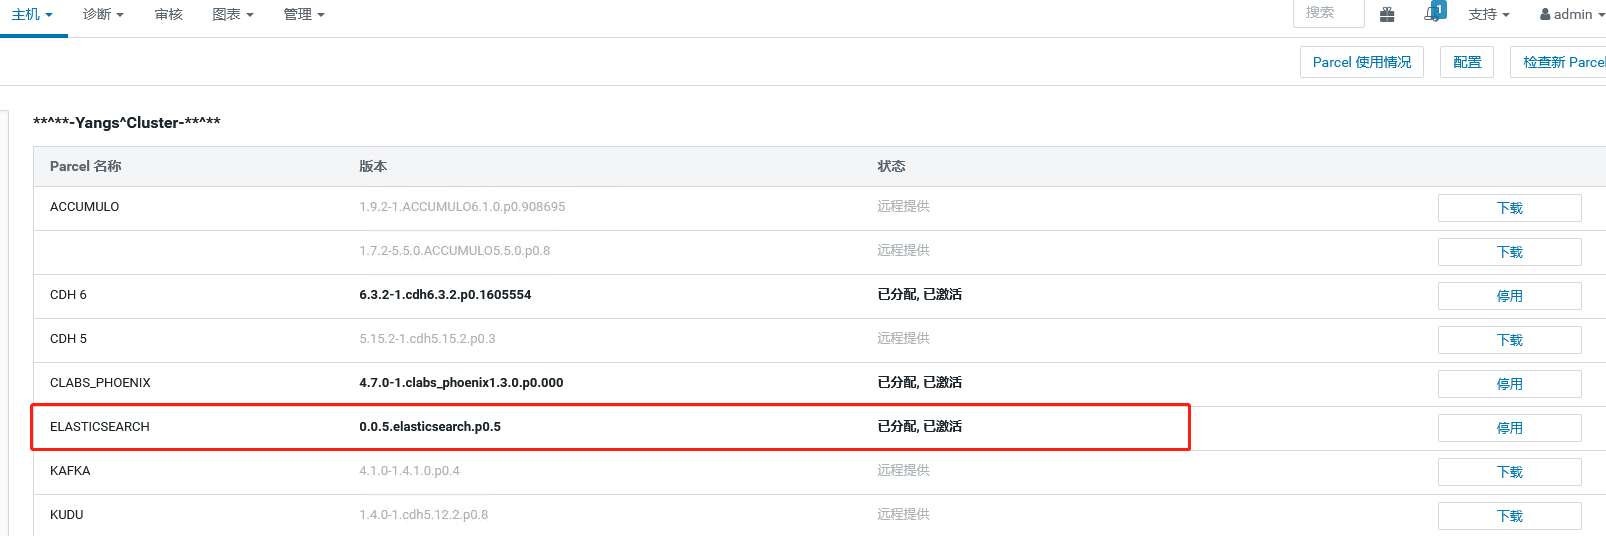 主机 诊断 审核 图表 管理 搜索 1 支持 admin
Parcel 使用情况 配置 检查新 Parcel
**^**-Yangs^Cluster-**^**
Parcel 名称 版本 状态
ACCUMULO 1.9.2-1.ACCUMULO6.1.0.p0.908695 远程提供 下载
1.7.2-5.5.0.ACCUMULO5.5.0.p0.8 远程提供 下载
CDH 6 6.3.2-1.cdh6.3.2.p0.1605554 已分配, 已激活 停用
CDH 5 5.15.2-1.cdh5.15.2.p0.3 远程提供 下载
CLABS_PHOENIX 4.7.0-1.clabs_phoenix1.3.0.p0.000 已分配, 已激活 停用
ELASTICSEARCH 0.0.5.elasticsearch.p0.5 已分配, 已激活 停用
KAFKA 4.1.0-1.4.1.0.p0.4 远程提供 下载
KUDU 1.4.0-1.cdh5.12.2.p0.8 远程提供 下载